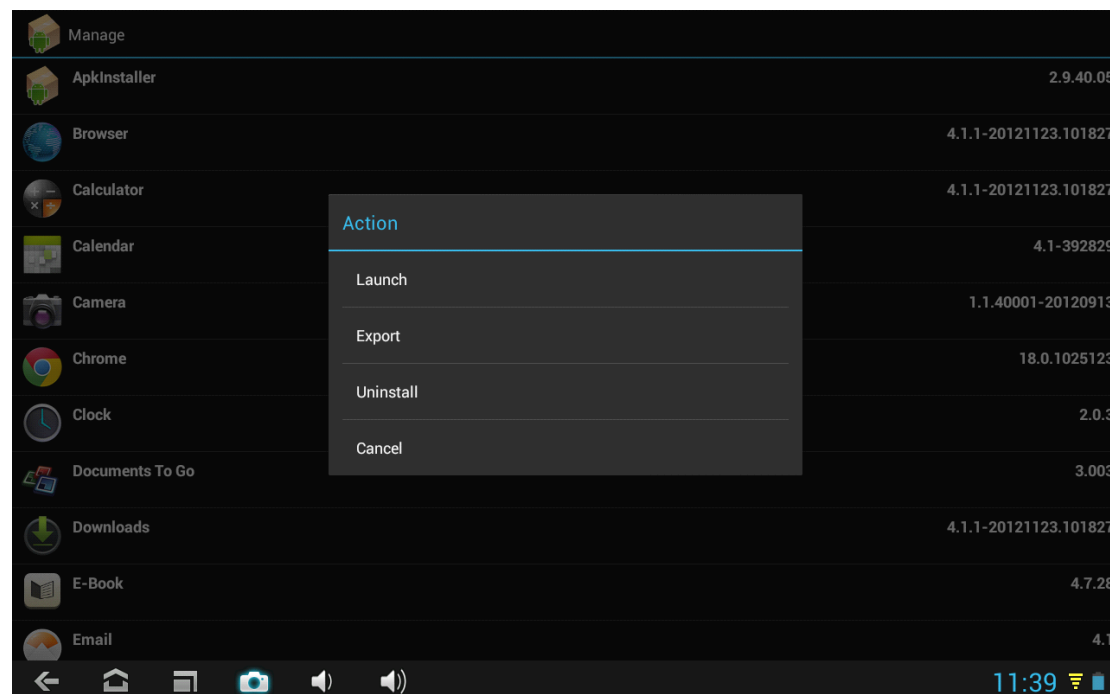 Manage
ApkInstaller 2.9.40.05
Browser 4.1.1-20121123.101827
Calculator 4.1.1-20121123.101827
Action
Calendar 4.1-392829
Launch
Camera 1.1.40001-20120913
Export
Chrome 18.0.1025123
Uninstall
Clock 2.0.3
Cancel
Documents To Go 3.003
Downloads 4.1.1-20121123.101827
E-Book 4.7.28
Email 4.1
11:39